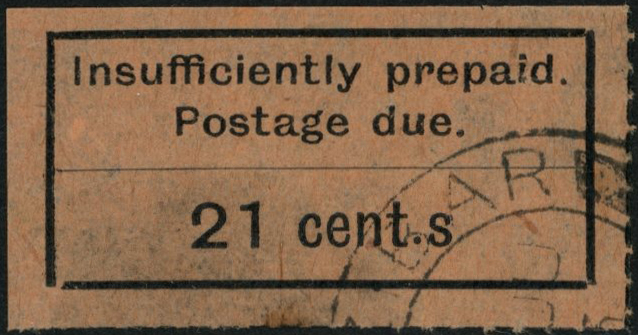 Insufficiently prepaid.
Postage due.
21 cent.s